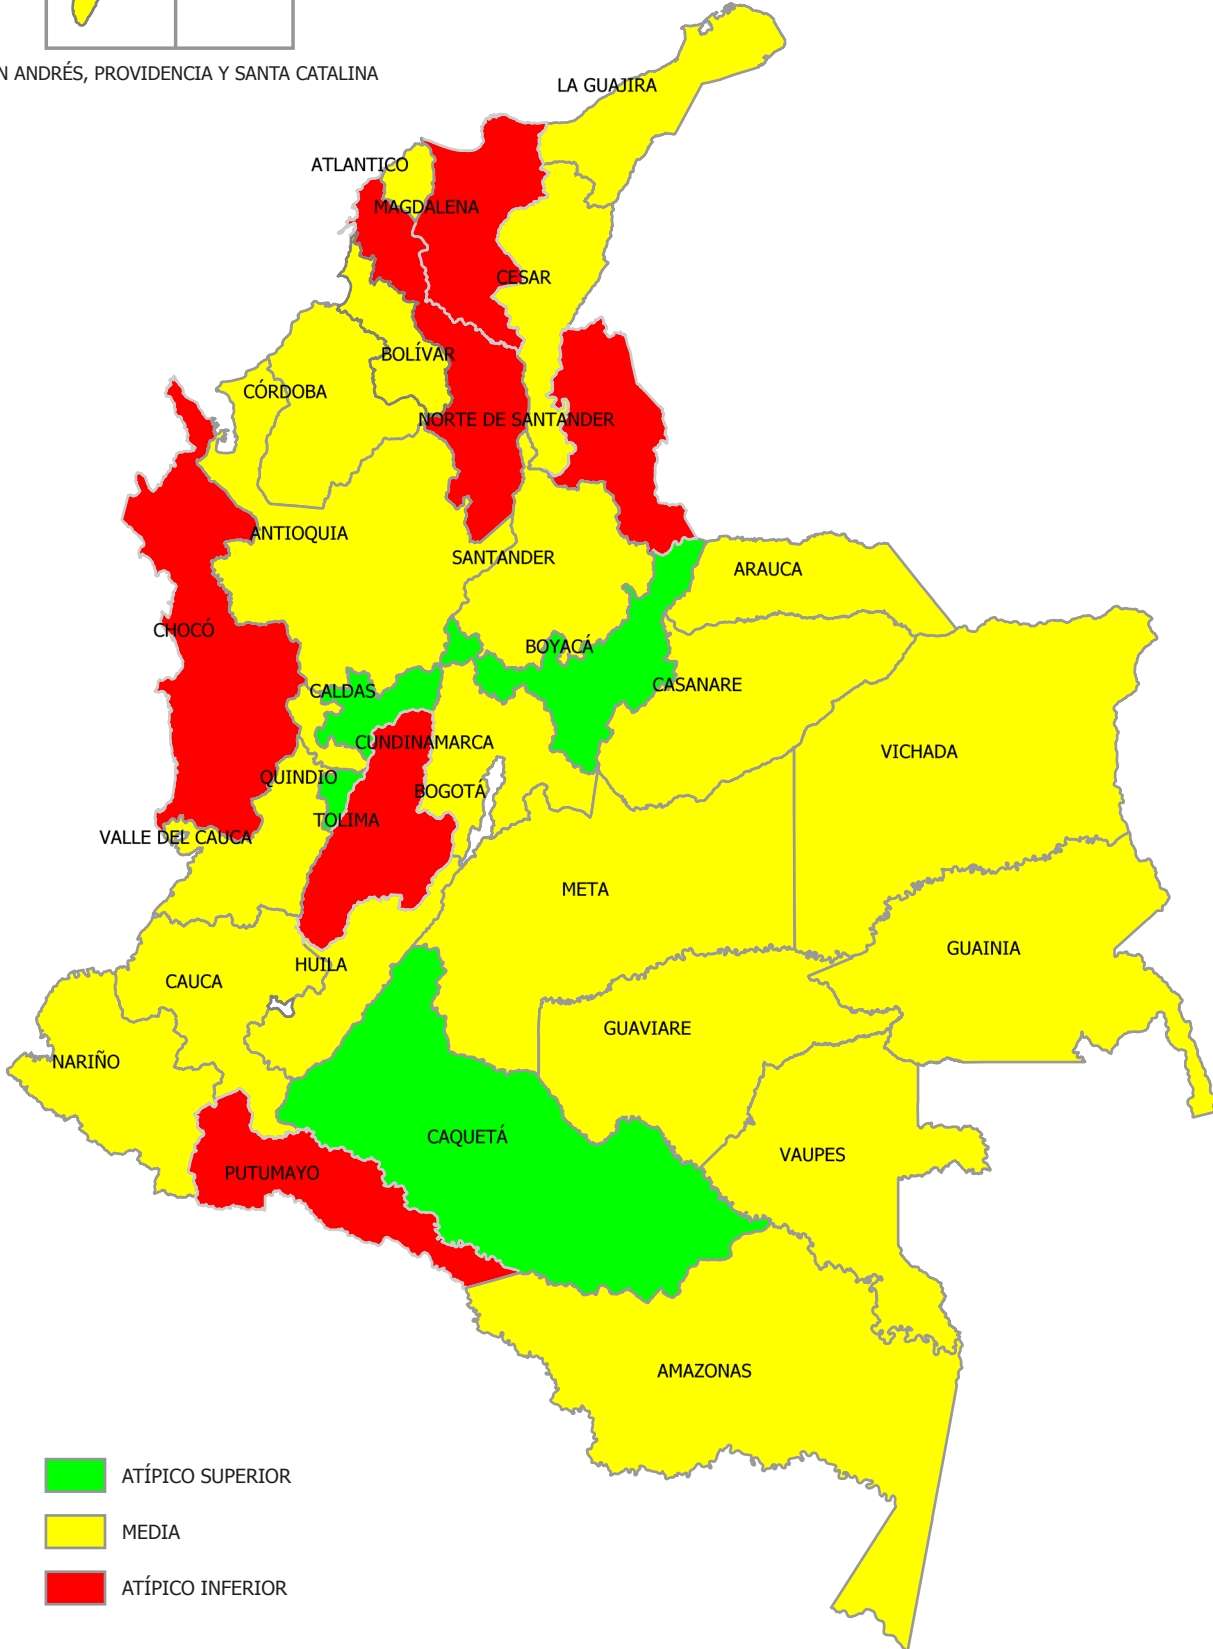 N ANDRÉS, PROVIDENCIA Y SANTA CATALINA
LA GUAJIRA
ATLANTICO
MAGDALENA
CESAR
BOLÍVAR
CÓRDOBA
NORTE DE SANTANDER
ANTIOQUIA
SANTANDER
ARAUCA
CHOCÓ
BOYACÁ
CALDAS
CASANARE
CUNDINAMARCA
VICHADA
QUINDIO
BOGOTÁ
TOLIMA
VALLE DEL CAUCA
META
GUAINIA
HUILA
CAUCA
GUAVIARE
NARIÑO
CAQUETÁ
VAUPES
PUTUMAYO
AMAZONAS
ATÍPICO SUPERIOR
MEDIA
ATÍPICO INFERIOR